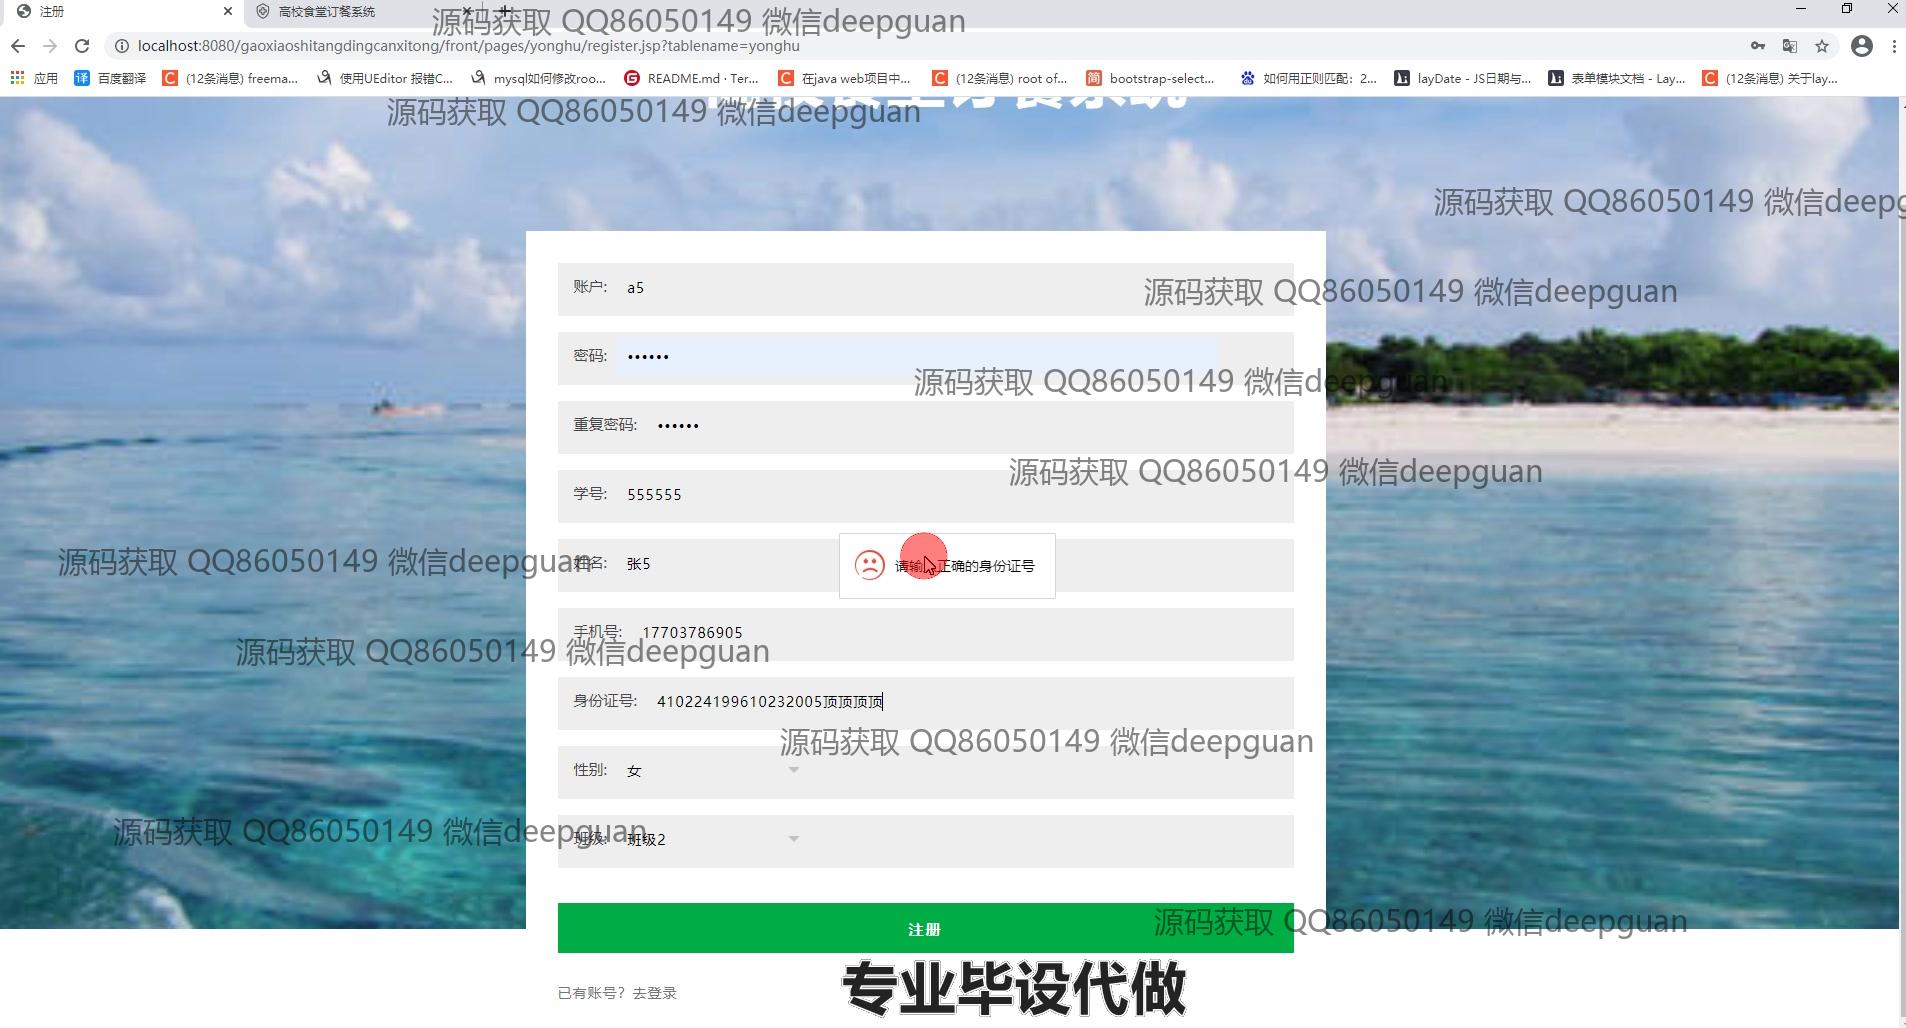 注册
高校食堂订餐系统
源码获取 QQ86050149 微信deepguan
localhost:8080/gaoxiaoshitangdingcanxitong/front/pages/yonghu/register.jsp?tablename=yonghu
应用
百度翻译
(12条消息) freema...
使用UEditor 报错C...
mysql如何修改roo...
README.md · Ter...
在java web项目中...
(12条消息) root of...
bootstrap-select...
如何用正则匹配：2...
layDate - JS日期与...
表单模块文档 - Lay...
(12条消息) 关于lay...
高校食堂订餐系统
源码获取 QQ86050149 微信deepguan
源码获取 QQ86050149 微信deepg
账户: a5
源码获取 QQ86050149 微信deepguan
密码: ••••••
源码获取 QQ86050149 微信deepguan
重复密码: ••••••
源码获取 QQ86050149 微信deepguan
学号: 555555
源码获取 QQ86050149 微信deepguan
姓名: 张5
请输入正确的身份证号
手机号: 17703786905
源码获取 QQ86050149 微信deepguan
身份证号: 410224199610232005顶顶顶顶
源码获取 QQ86050149 微信deepguan
性别: 女
源码获取 QQ86050149 微信deepguan
班级: 班级2
源码获取 QQ86050149 微信deepguan
注册
已有账号？去登录
专业毕设代做